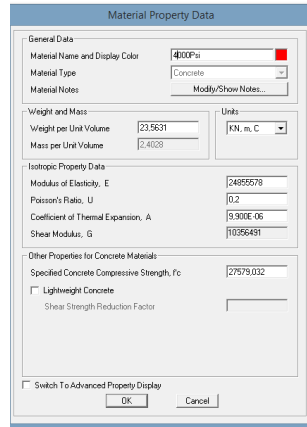 Material Property Data
General Data
Material Name and Display Color 4000Psi
Material Type Concrete
Material Notes Modify/Show Notes...
Weight and Mass
Units
Weight per Unit Volume 23,5631
KN, m, C
Mass per Unit Volume 2,4028
Isotropic Property Data
Modulus of Elasticity, E 24855578
Poisson's Ratio, U 0,2
Coefficient of Thermal Expansion, A 9,900E-06
Shear Modulus, G 10356491
Other Properties for Concrete Materials
Specified Concrete Compressive Strength, f'c 27579,032
Lightweight Concrete
Shear Strength Reduction Factor
Switch To Advanced Property Display
OK Cancel